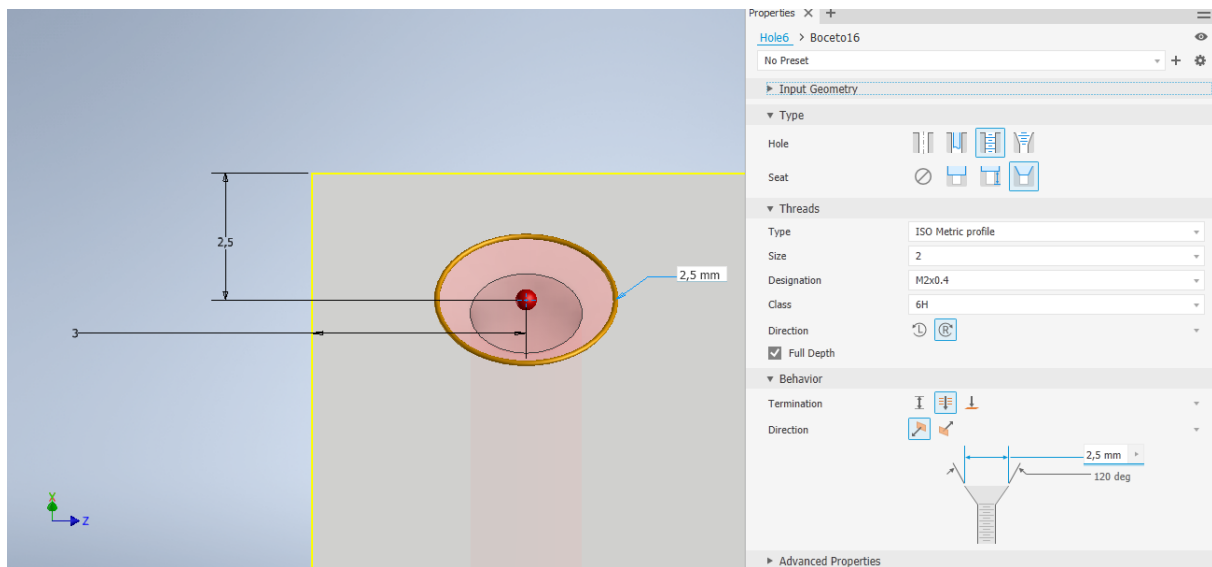 Properties
Hole6 > Boceto16
No Preset
Input Geometry
Type
Hole
Seat
Threads
Type ISO Metric profile
Size 2
Designation M2x0.4
Class 6H
Direction L R
Full Depth
Behavior
Termination
Direction
2,5 mm
120 deg
Advanced Properties
2,5
2,5 mm
3
X
Z